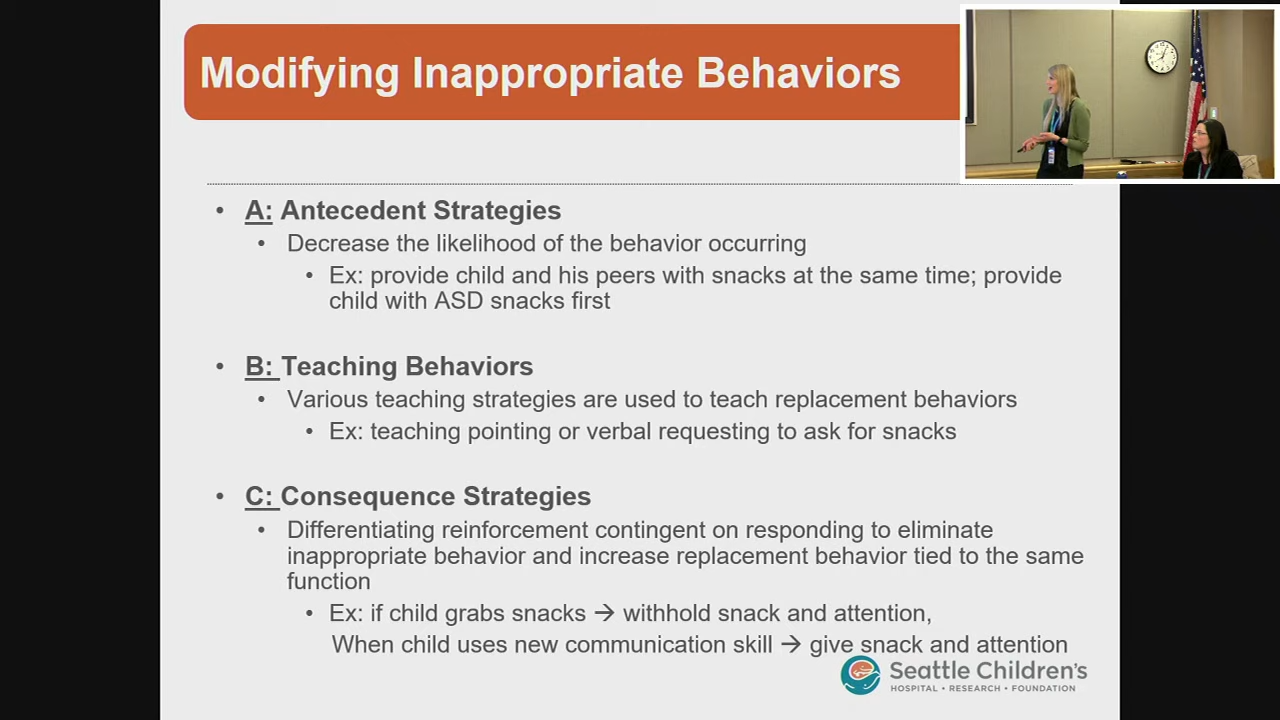 Modifying Inappropriate Behaviors
• A: Antecedent Strategies
• Decrease the likelihood of the behavior occurring
• Ex: provide child and his peers with snacks at the same time; provide
child with ASD snacks first
• B: Teaching Behaviors
• Various teaching strategies are used to teach replacement behaviors
• Ex: teaching pointing or verbal requesting to ask for snacks
• C: Consequence Strategies
• Differentiating reinforcement contingent on responding to eliminate
inappropriate behavior and increase replacement behavior tied to the same
function
• Ex: if child grabs snacks → withhold snack and attention,
When child uses new communication skill → give snack and attention
Seattle Children's
HOSPITAL • RESEARCH • FOUNDATION